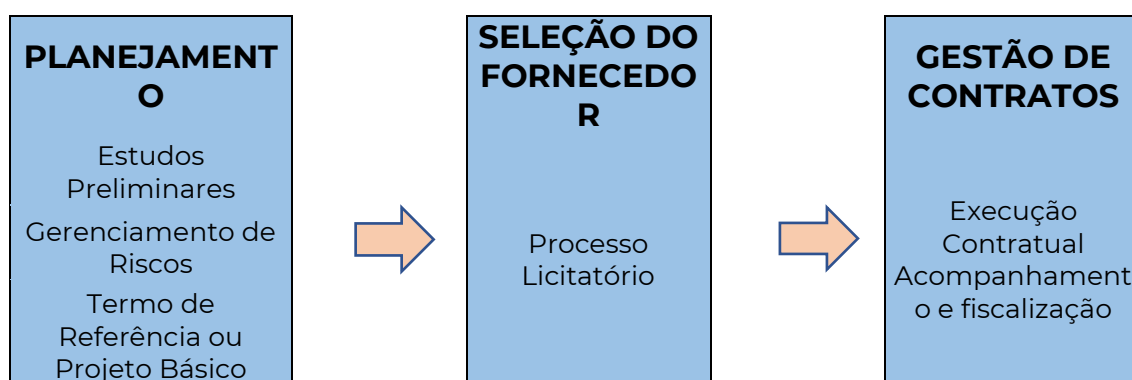 PLANEJAMENT
O
Estudos
Preliminares
Gerenciamento de
Riscos
Termo de
Referência ou
Projeto Básico
SELEÇÃO DO
FORNECEDO
R
Processo
Licitatório
GESTÃO DE
CONTRATOS
Execução
Contratual
Acompanhament
o e fiscalização